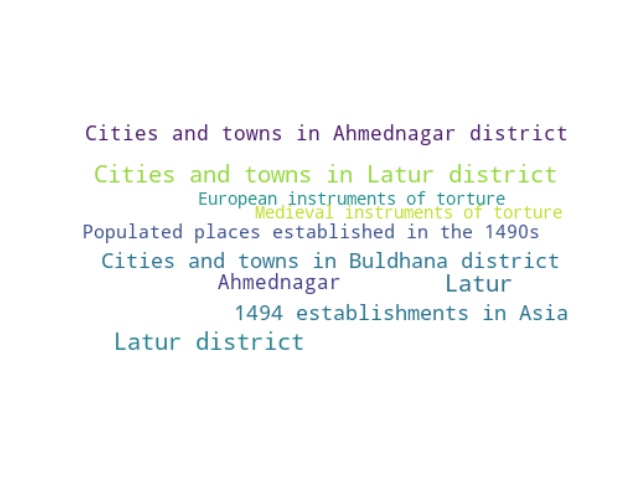 Cities and towns in Ahmednagar district
Cities and towns in Latur district
European instruments of torture
Medieval instruments of torture
Populated places established in the 1490s
Cities and towns in Buldhana district
Ahmednagar
Latur
1494 establishments in Asia
Latur district